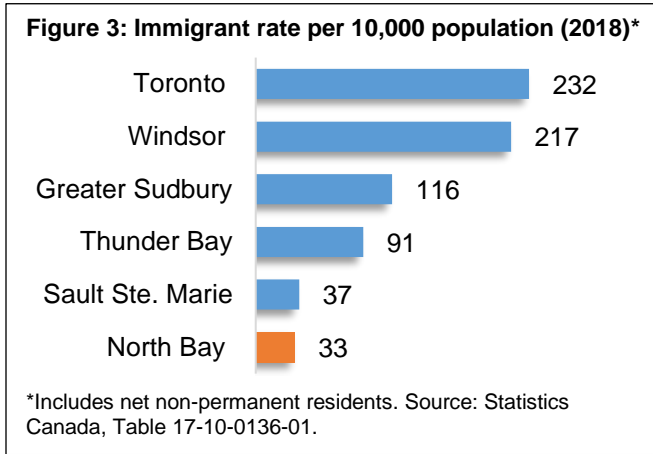 Figure 3: Immigrant rate per 10,000 population (2018)*
Toronto 232
Windsor 217
Greater Sudbury 116
Thunder Bay 91
Sault Ste. Marie 37
North Bay 33
*Includes net non-permanent residents. Source: Statistics
Canada, Table 17-10-0136-01.